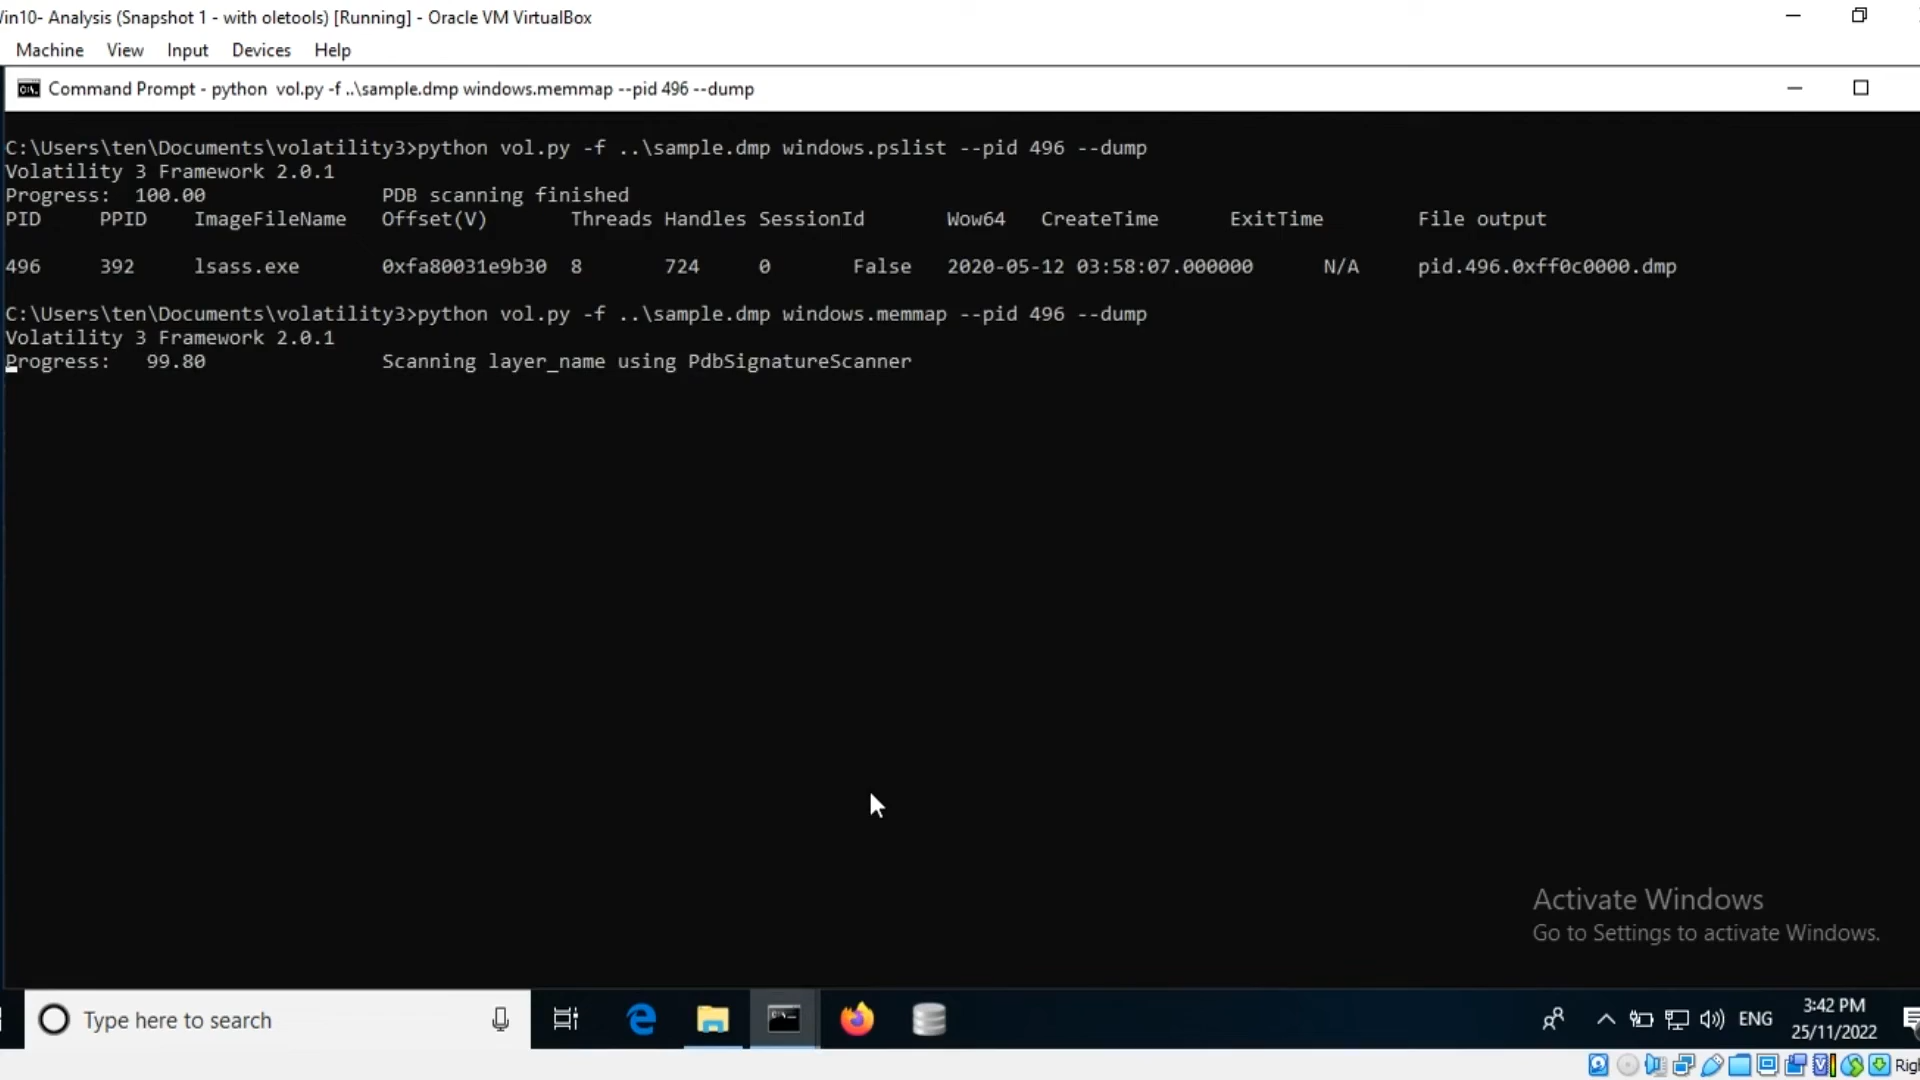 in10- Analysis (Snapshot 1 - with oletools) [Running] - Oracle VM VirtualBox
Machine View Input Devices Help
Command Prompt - python vol.py -f ..\sample.dmp windows.memmap --pid 496 --dump
C:\Users\ten\Documents\volatility3>python vol.py -f ..\sample.dmp windows.pslist --pid 496 --dump
Volatility 3 Framework 2.0.1
Progress: 100.00 PDB scanning finished
PID PPID ImageFileName Offset(V) Threads Handles SessionId Wow64 CreateTime ExitTime File output
496 392 lsass.exe 0xfa80031e9b30 8 724 0 False 2020-05-12 03:58:07.000000 N/A pid.496.0xff0c0000.dmp
C:\Users\ten\Documents\volatility3>python vol.py -f ..\sample.dmp windows.memmap --pid 496 --dump
Volatility 3 Framework 2.0.1
Progress: 99.80 Scanning layer_name using PdbSignatureScanner
Activate Windows
Go to Settings to activate Windows.
Type here to search
ENG
3:42 PM
25/11/2022
Rig